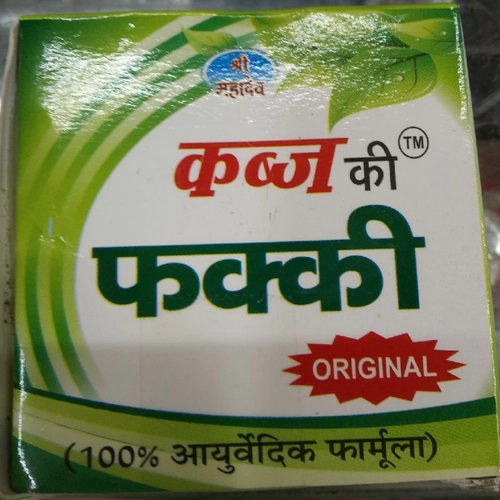 श्री
महादेव
कब्ज की ™
फक्की
ORIGINAL
(100% आयुर्वेदिक फार्मूला)